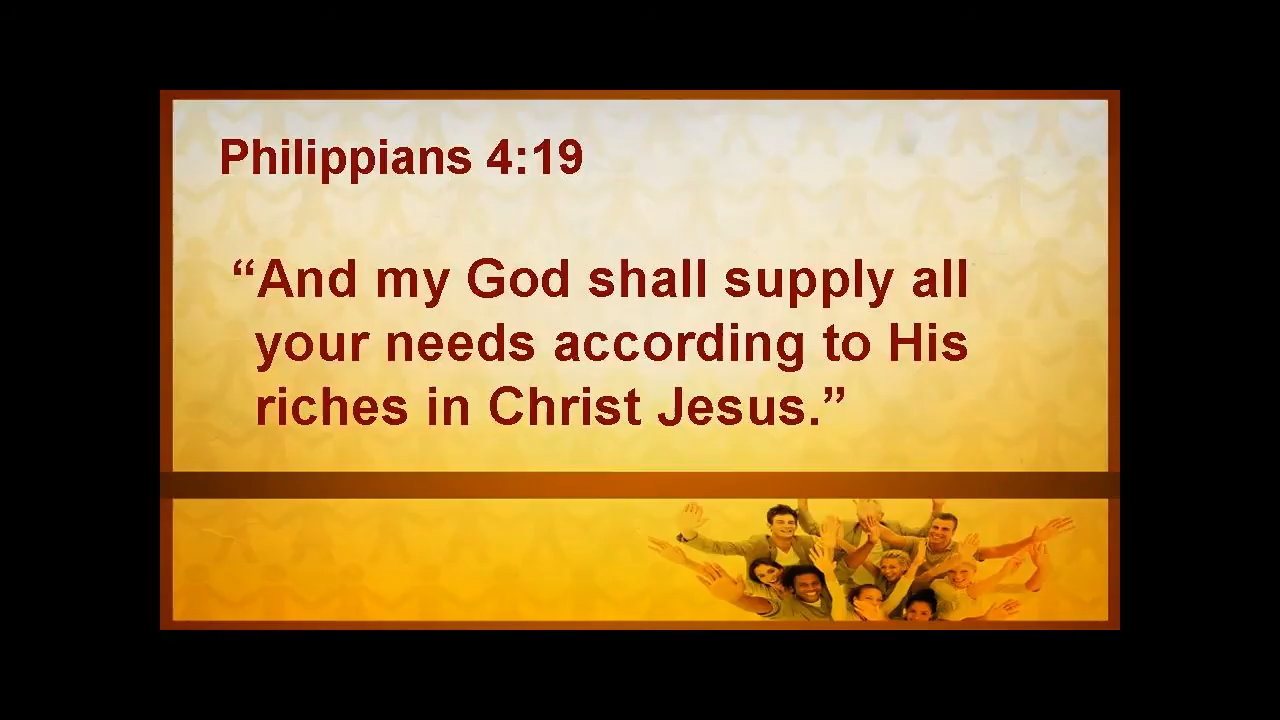 Philippians 4:19
“And my God shall supply all
your needs according to His
riches in Christ Jesus.”